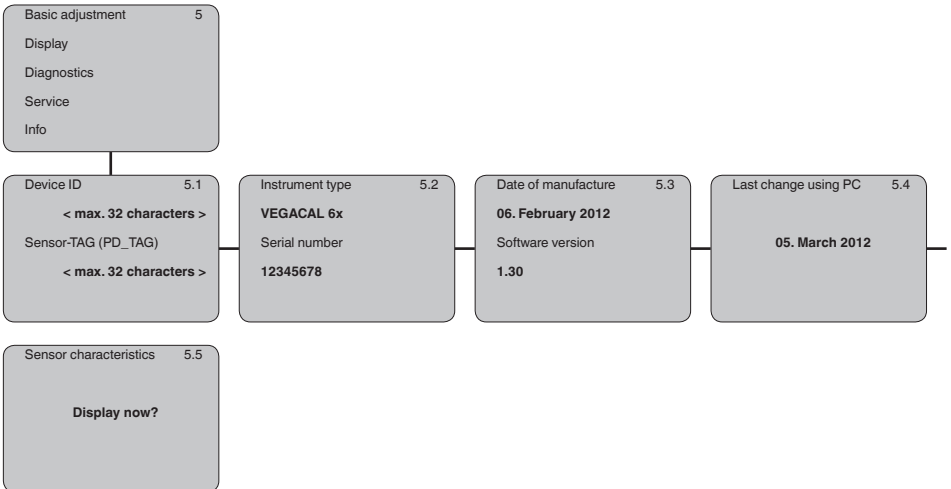 Basic adjustment 5
Display
Diagnostics
Service
Info
Device ID 5.1
< max. 32 characters >
Sensor-TAG (PD_TAG)
< max. 32 characters >
Instrument type 5.2
VEGACAL 6x
Serial number
12345678
Date of manufacture 5.3
06. February 2012
Software version
1.30
Last change using PC 5.4
05. March 2012
Sensor characteristics 5.5
Display now?